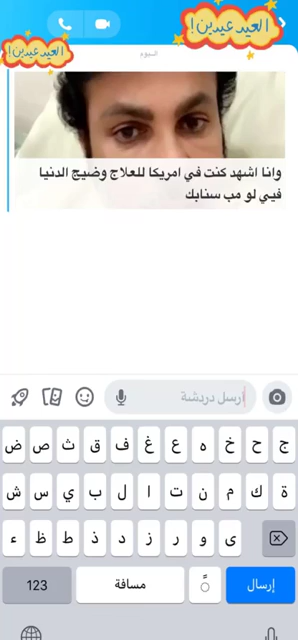 العيد عيدين!
العيد عيدين!
اليوم
وانا اشهد كنت في امريكا للعلاج وضيج الدنيا
فيني لو مب سنابك
أرسل دردشة
ض ص ث ق ف غ ع ه خ ح ج
ش س ي ب ل ا ت ن م ك ة
ء ظ ط ذ د ز ر و ى
123 مسافة إرسال